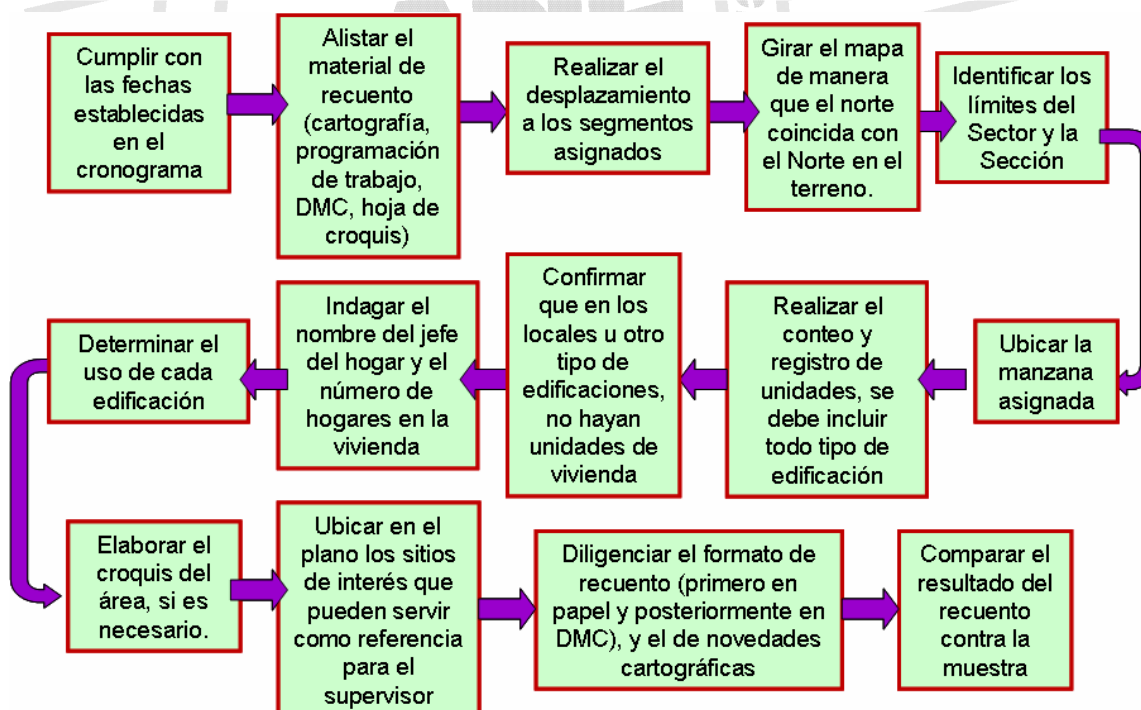 Cumplir con
las fechas
establecidas
en el
cronograma
Alistar el
material de
recuento
(cartografía,
programación
de trabajo,
DMC, hoja de
croquis)
Realizar el
desplazamiento
a los segmentos
asignados
Girar el mapa
de manera
que el norte
coincida con
el Norte en el
terreno.
Identificar los
límites del
Sector y la
Sección
Ubicar la
manzana
asignada
Realizar el
conteo y
registro de
unidades, se
debe incluir
todo tipo de
edificación
Confirmar
que en los
locales u otro
tipo de
edificaciones,
no hayan
unidades de
vivienda
Indagar el
nombre del jefe
del hogar y el
número de
hogares en la
vivienda
Determinar el
uso de cada
edificación
Elaborar el
croquis del
área, si es
necesario.
Ubicar en el
plano los sitios
de interés que
pueden servir
como referencia
para el
supervisor
Diligenciar el formato de
recuento (primero en
papel y posteriormente en
DMC), y el de novedades
cartográficas
Comparar el
resultado del
recuento
contra la
muestra